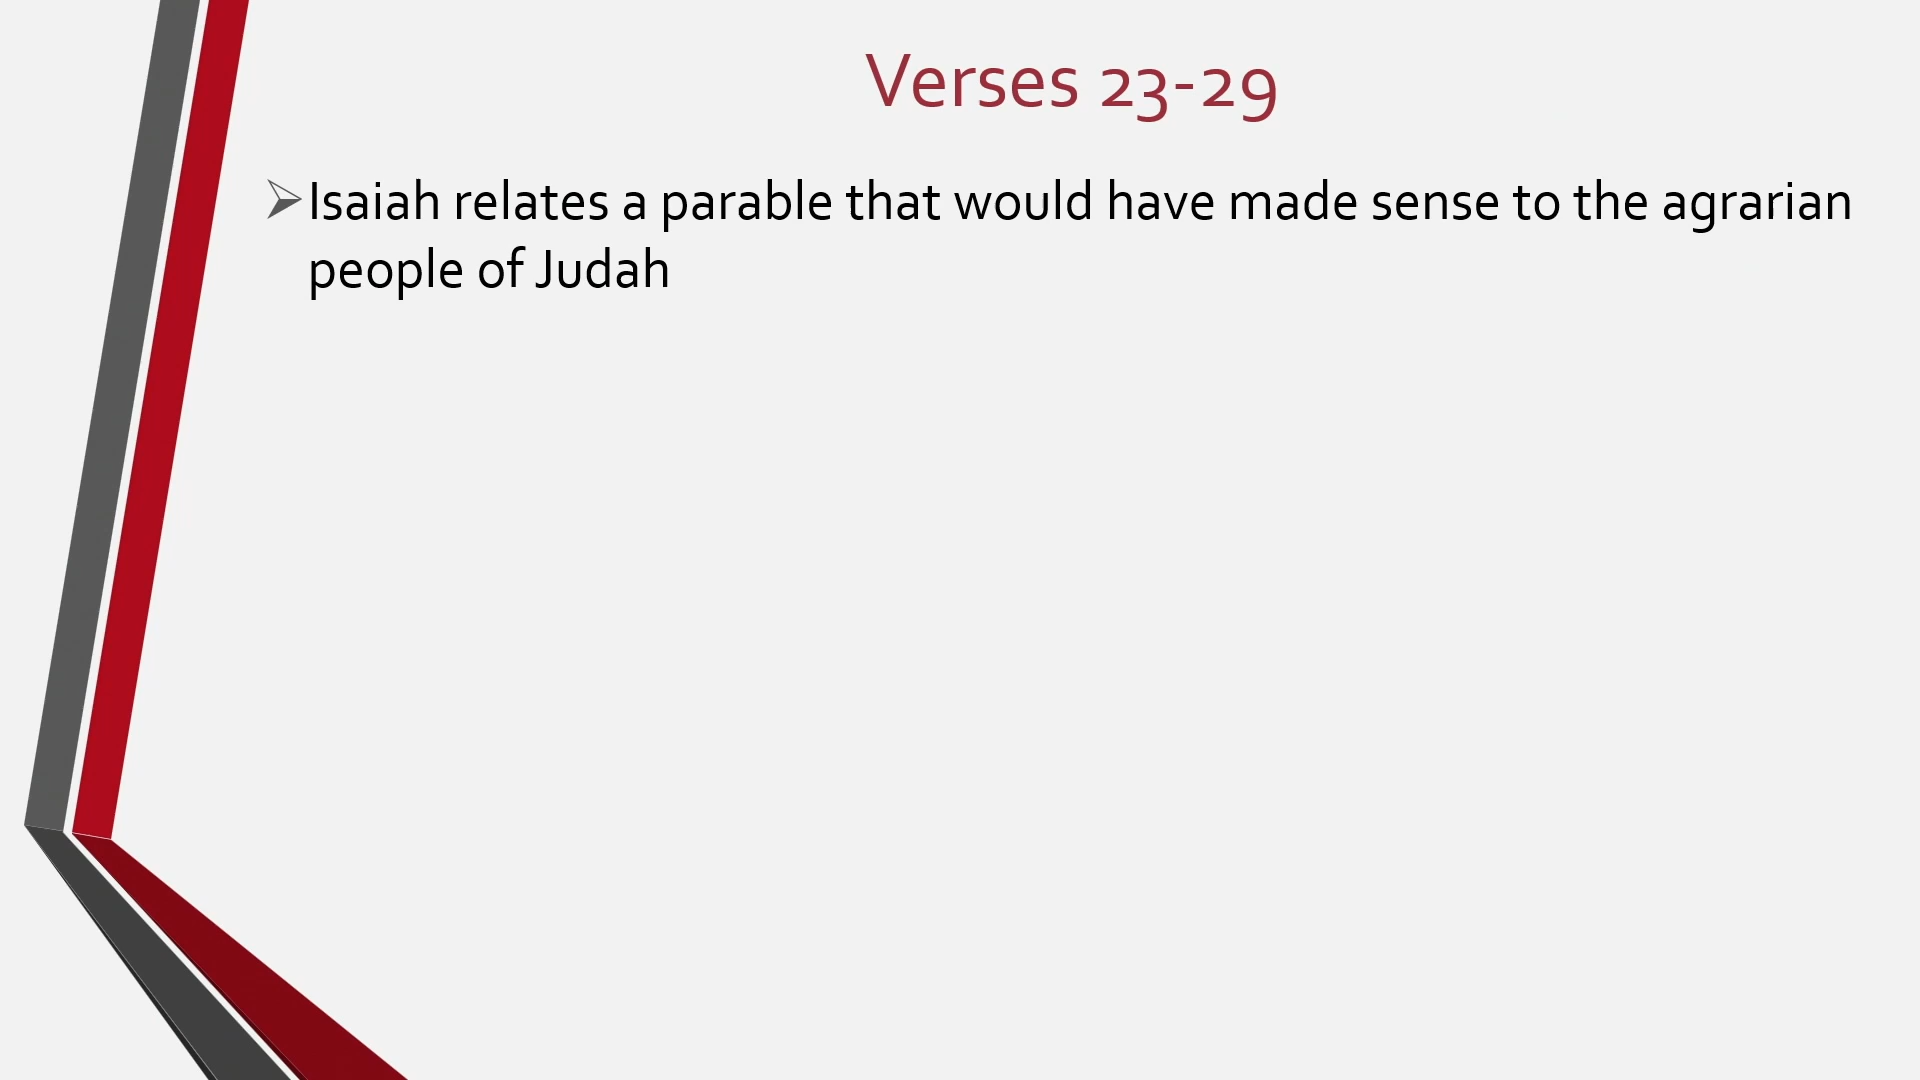 Verses 23-29
Isaiah relates a parable that would have made sense to the agrarian
people of Judah